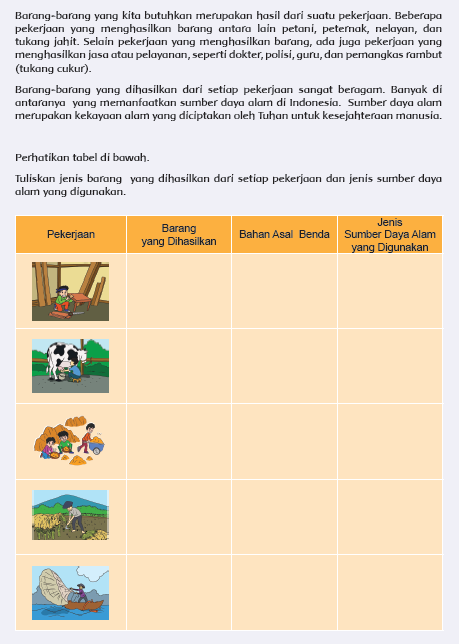 Barang-barang yang kita butuhkan merupakan hasil dari suatu pekerjaan. Beberapa
pekerjaan yang menghasilkan barang antara lain petani, peternak, nelayan, dan
tukang jahit. Selain pekerjaan yang menghasilkan barang, ada juga pekerjaan yang
menghasilkan jasa atau pelayanan, seperti dokter, polisi, guru, dan pemangkas rambut
(tukang cukur).
Barang-barang yang dihasilkan dari setiap pekerjaan sangat beragam. Banyak di
antaranya yang memanfaatkan sumber daya alam di Indonesia. Sumber daya alam
merupakan kekayaan alam yang diciptakan oleh Tuhan untuk kesejahteraan manusia.
Perhatikan tabel di bawah.
Tuliskan jenis barang yang dihasilkan dari setiap pekerjaan dan jenis sumber daya
alam yang digunakan.
Pekerjaan
Barang
yang Dihasilkan
Bahan Asal Benda
Jenis
Sumber Daya Alam
yang Digunakan